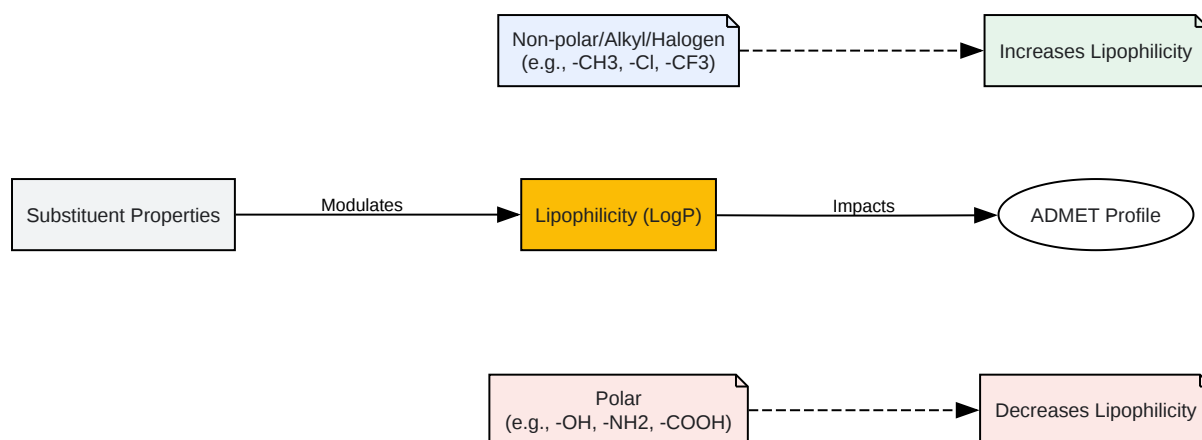 Non-polar/Alkyl/Halogen
(e.g., -CH3, -Cl, -CF3)
Increases Lipophilicity
Substituent Properties
Modulates
Lipophilicity (LogP)
Impacts
ADMET Profile
Polar
(e.g., -OH, -NH2, -COOH)
Decreases Lipophilicity